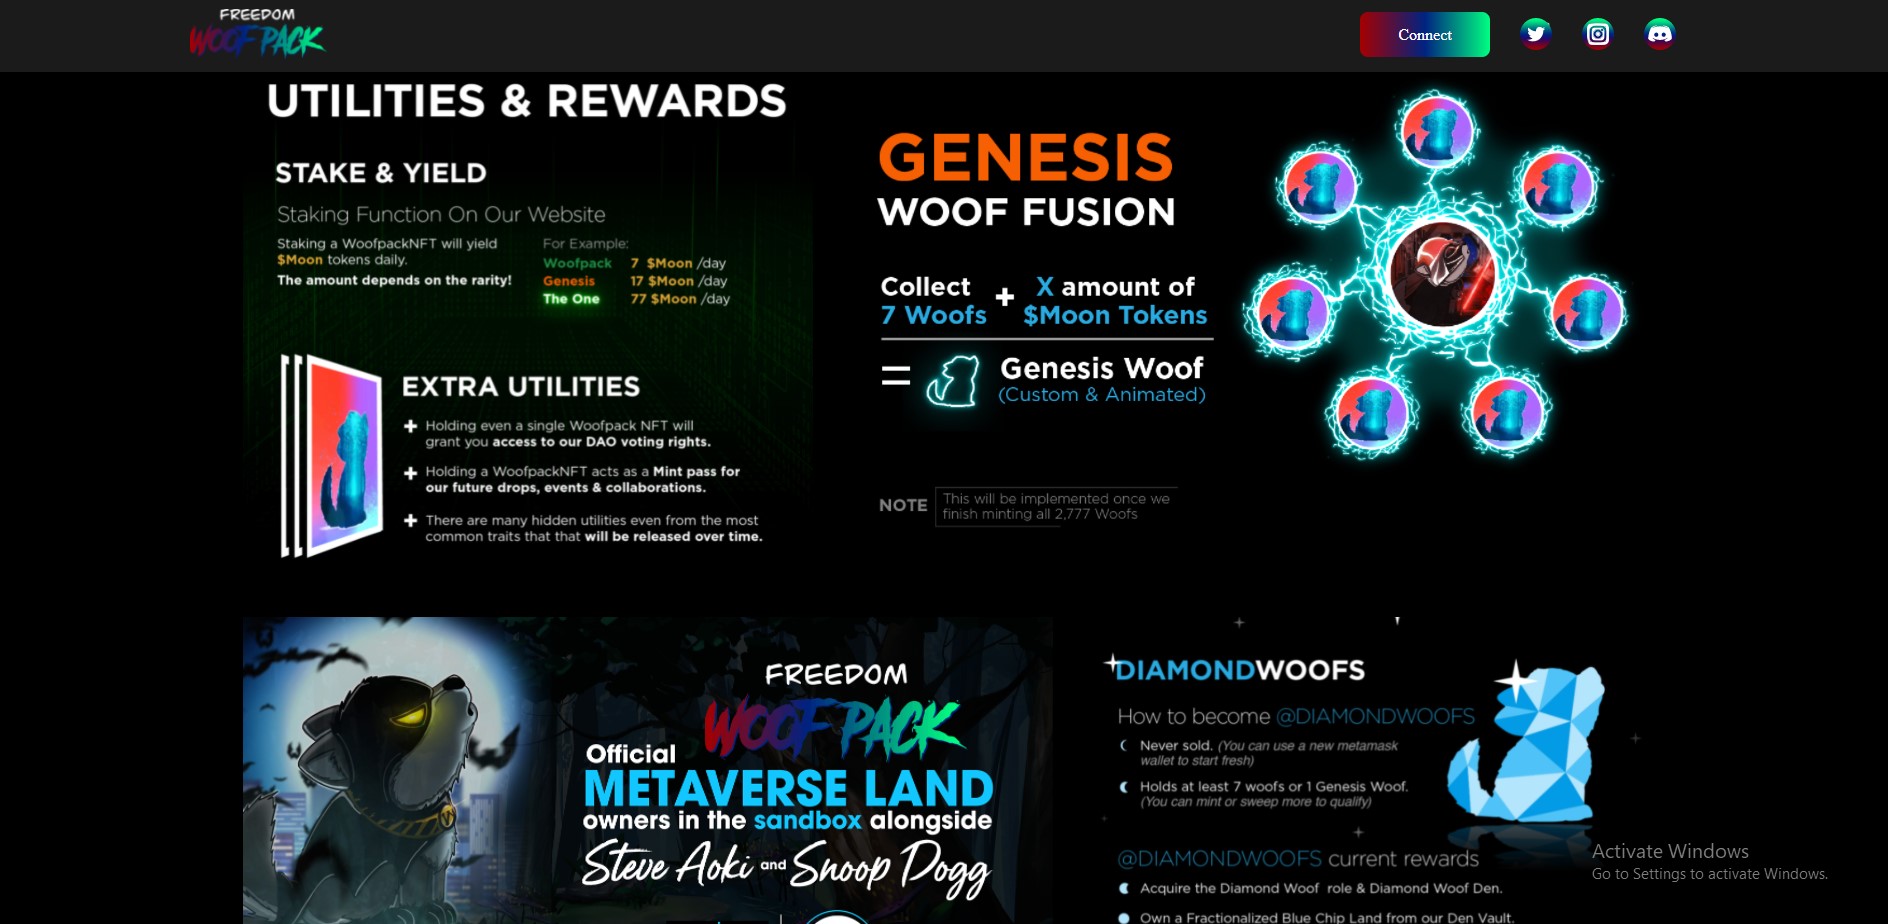 FREEDOM
WOOF PACK
Connect
UTILITIES & REWARDS
STAKE & YIELD
Staking Function On Our Website
Staking a WoofpackNFT will yield
$Moon tokens daily.
The amount depends on the rarity!
For Example:
Woofpack 7 $Moon /day
Genesis 17 $Moon /day
The One 77 $Moon /day
EXTRA UTILITIES
Holding even a single Woofpack NFT will
grant you access to our DAO voting rights.
Holding a WoofpackNFT acts as a Mint pass for
our future drops, events & collaborations.
There are many hidden utilities even from the most
common traits that that will be released over time.
GENESIS
WOOF FUSION
Collect
7 Woofs
+
X amount of
$Moon Tokens
=
Genesis Woof
(Custom & Animated)
NOTE
This will be implemented once we
finish minting all 2,777 Woofs
FREEDOM
WOOF PACK
Official
METAVERSE LAND
owners in the sandbox alongside
Steve Aoki and Snoop Dogg
DIAMONDWOOFS
How to become @DIAMONDWOOFS
Never sold. (You can use a new metamask
wallet to start fresh)
Holds at least 7 woofs or 1 Genesis Woof.
(You can mint or sweep more to qualify)
@DIAMONDWOOFS current rewards
Acquire the Diamond Woof role & Diamond Woof Den.
Own a Fractionalized Blue Chip Land from our Den Vault.
Activate Windows
Go to Settings to activate Windows.